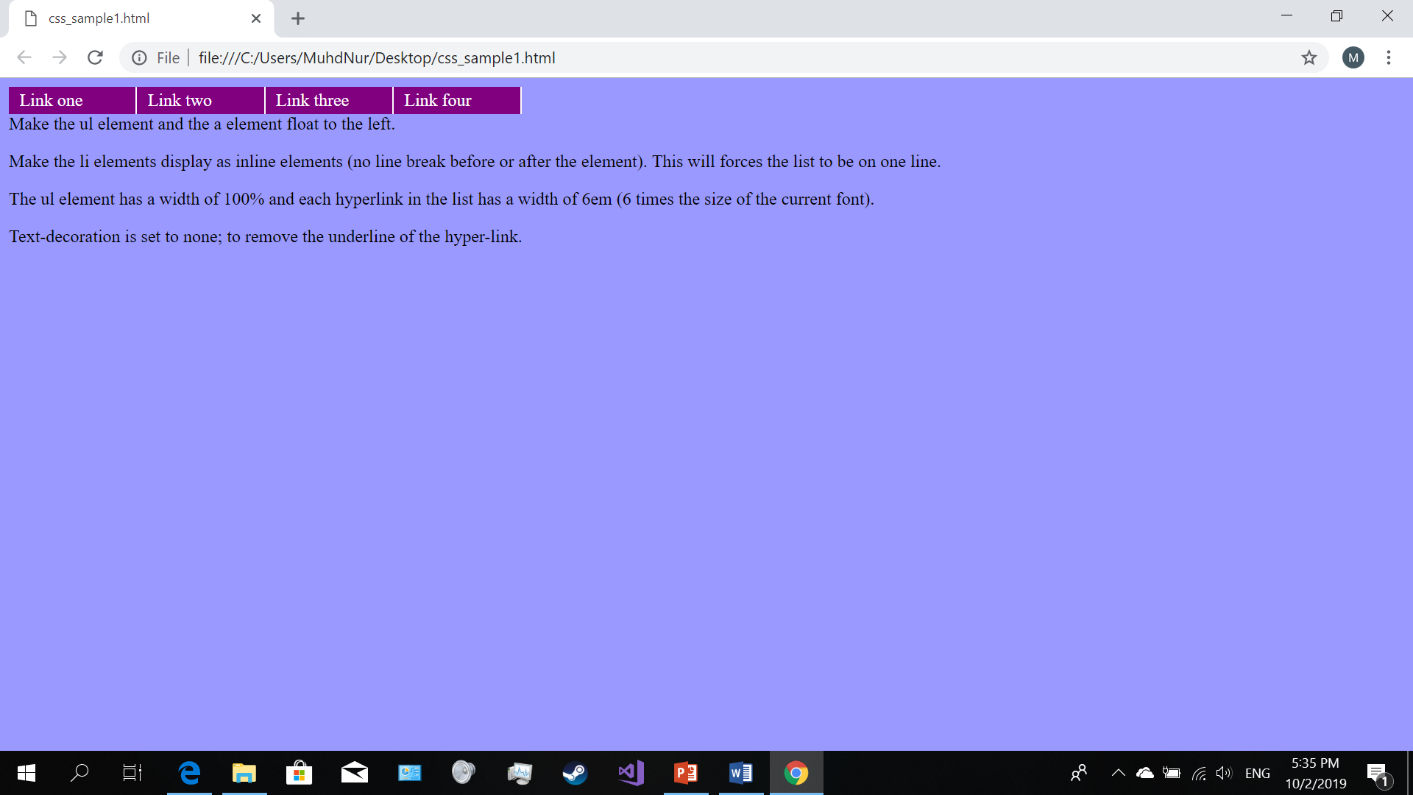 css_sample1.html
File file:///C:/Users/MuhdNur/Desktop/css_sample1.html M
Link one Link two Link three Link four
Make the ul element and the a element float to the left.
Make the li elements display as inline elements (no line break before or after the element). This will forces the list to be on one line.
The ul element has a width of 100% and each hyperlink in the list has a width of 6em (6 times the size of the current font).
Text-decoration is set to none; to remove the underline of the hyper-link.
ENG
5:35 PM
10/2/2019
1